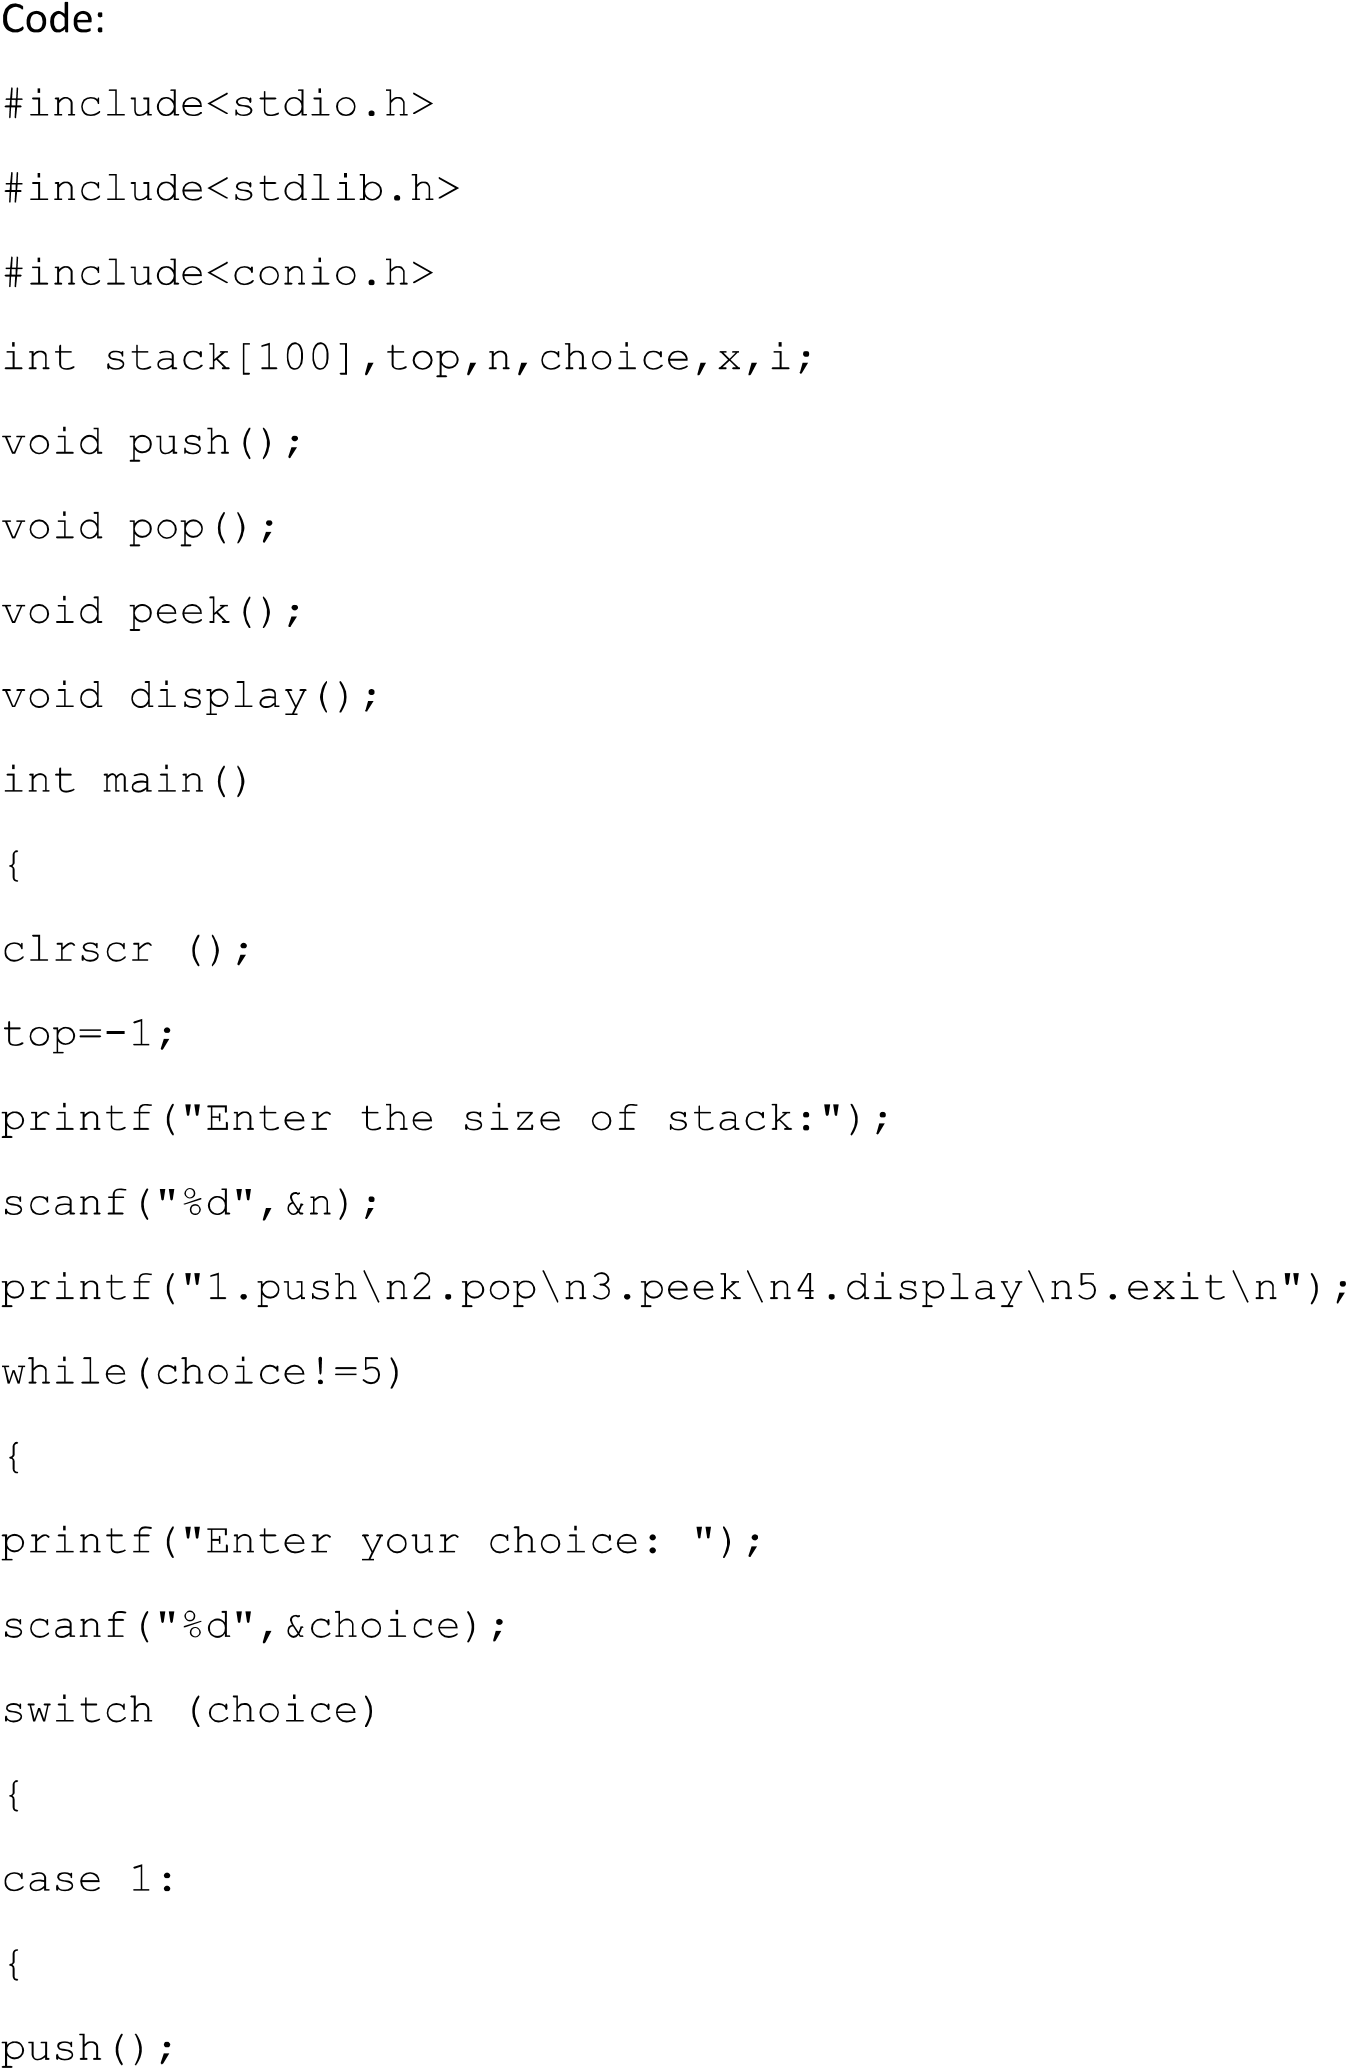 Code:
#include<stdio.h>
#include<stdlib.h>
#include<conio.h>
int stack[100],top,n,choice,x,i;
void push();
void pop();
void peek();
void display();
int main()
{
clrscr ();
top=-1;
printf("Enter the size of stack:");
scanf("%d",&n);
printf("1.push\n2.pop\n3.peek\n4.display\n5.exit\n");
while(choice!=5)
{
printf("Enter your choice: ");
scanf("%d",&choice);
switch (choice)
{
case 1:
{
push();